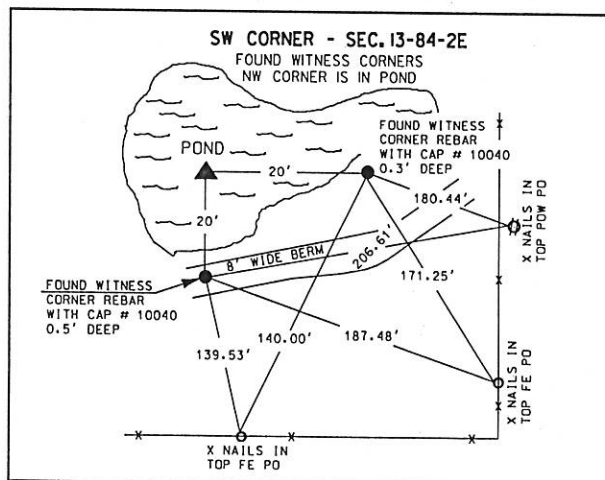 SW CORNER - SEC. 13-84-2E
FOUND WITNESS CORNERS
NW CORNER IS IN POND
FOUND WITNESS
CORNER REBAR
WITH CAP # 10040
0.3' DEEP
POND
20'
20'
180.44'
X NAILS IN
TOP POW PO
8' WIDE BERM
206.61'
171.25'
FOUND WITNESS
CORNER REBAR
WITH CAP # 10040
0.5' DEEP
140.00'
187.48'
139.53'
X NAILS IN
TOP FE PO
X NAILS IN
TOP FE PO